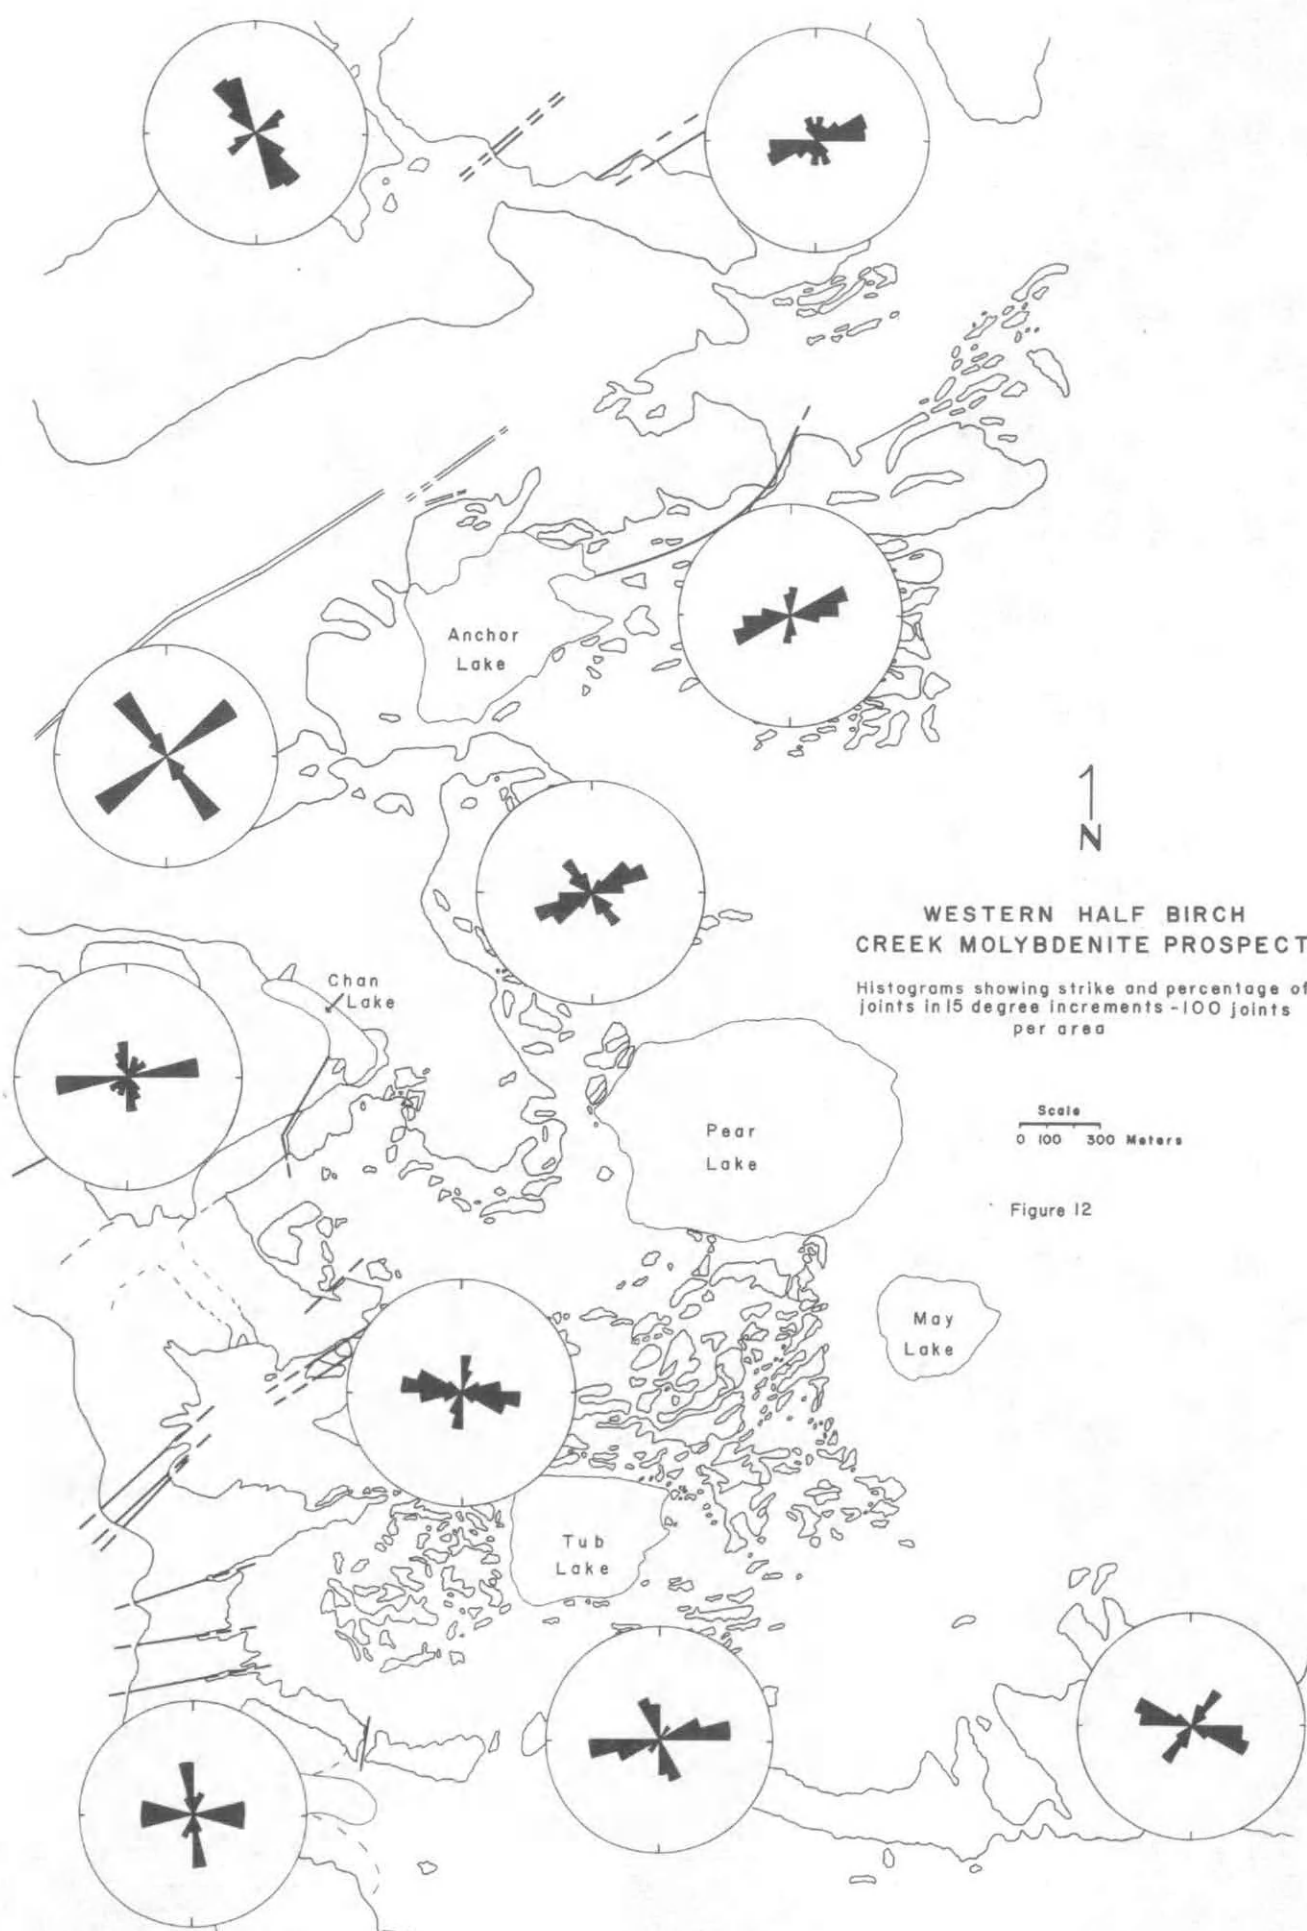 Anchor
Lake
N
WESTERN HALF BIRCH
CREEK MOLYBDENITE PROSPECT
Histograms showing strike and percentage of
joints in 15 degree increments -100 joints
per area
Chan
Lake
Scale
0 100 300 Meters
Pear
Lake
Figure 12
May
Lake
Tub
Lake